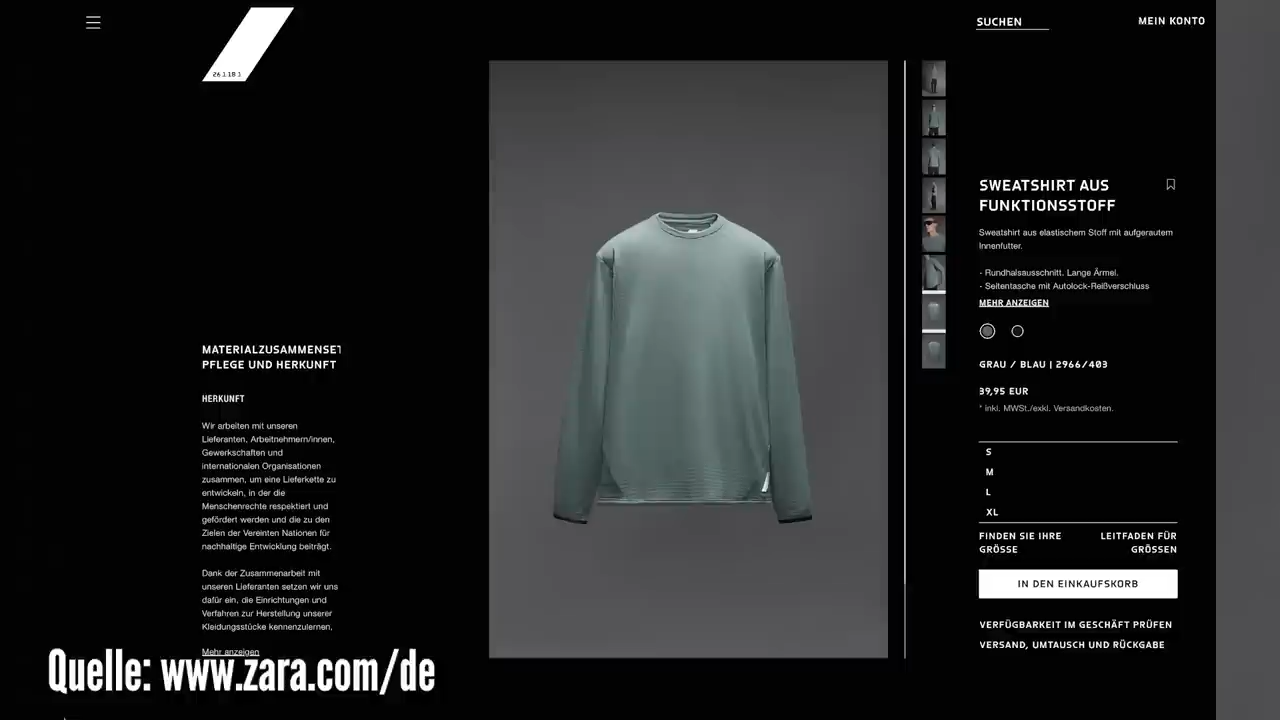 SUCHEN
MEIN KONTO
26 1 18 1
SWEATSHIRT AUS
FUNKTIONSSTOFF
Sweatshirt aus elastischem Stoff mit aufgerautem
Innenfutter.
- Rundhalsausschnitt. Lange Ärmel.
- Seitentasche mit Autolock-Reißverschluss
MEHR ANZEIGEN
GRAU / BLAU | 2966/403
39,95 EUR
* inkl. MWSt./exkl. Versandkosten.
S
M
L
XL
FINDEN SIE IHRE
GRÖSSE
LEITFADEN FÜR
GRÖSSEN
IN DEN EINKAUFSKORB
VERFÜGBARKEIT IM GESCHÄFT PRÜFEN
VERSAND, UMTAUSCH UND RÜCKGABE
MATERIALZUSAMMENSET
PFLEGE UND HERKUNFT
HERKUNFT
Wir arbeiten mit unseren
Lieferanten, Arbeitnehmern/innen,
Gewerkschaften und
internationalen Organisationen
zusammen, um eine Lieferkette zu
entwickeln, in der die
Menschenrechte respektiert und
gefördert werden und die zu den
Zielen der Vereinten Nationen für
nachhaltige Entwicklung beiträgt.
Dank der Zusammenarbeit mit
unseren Lieferanten setzen wir uns
dafür ein, die Einrichtungen und
Verfahren zur Herstellung unserer
Kleidungsstücke kennenzulernen,
Mehr anzeigen
Quelle: www.zara.com/de